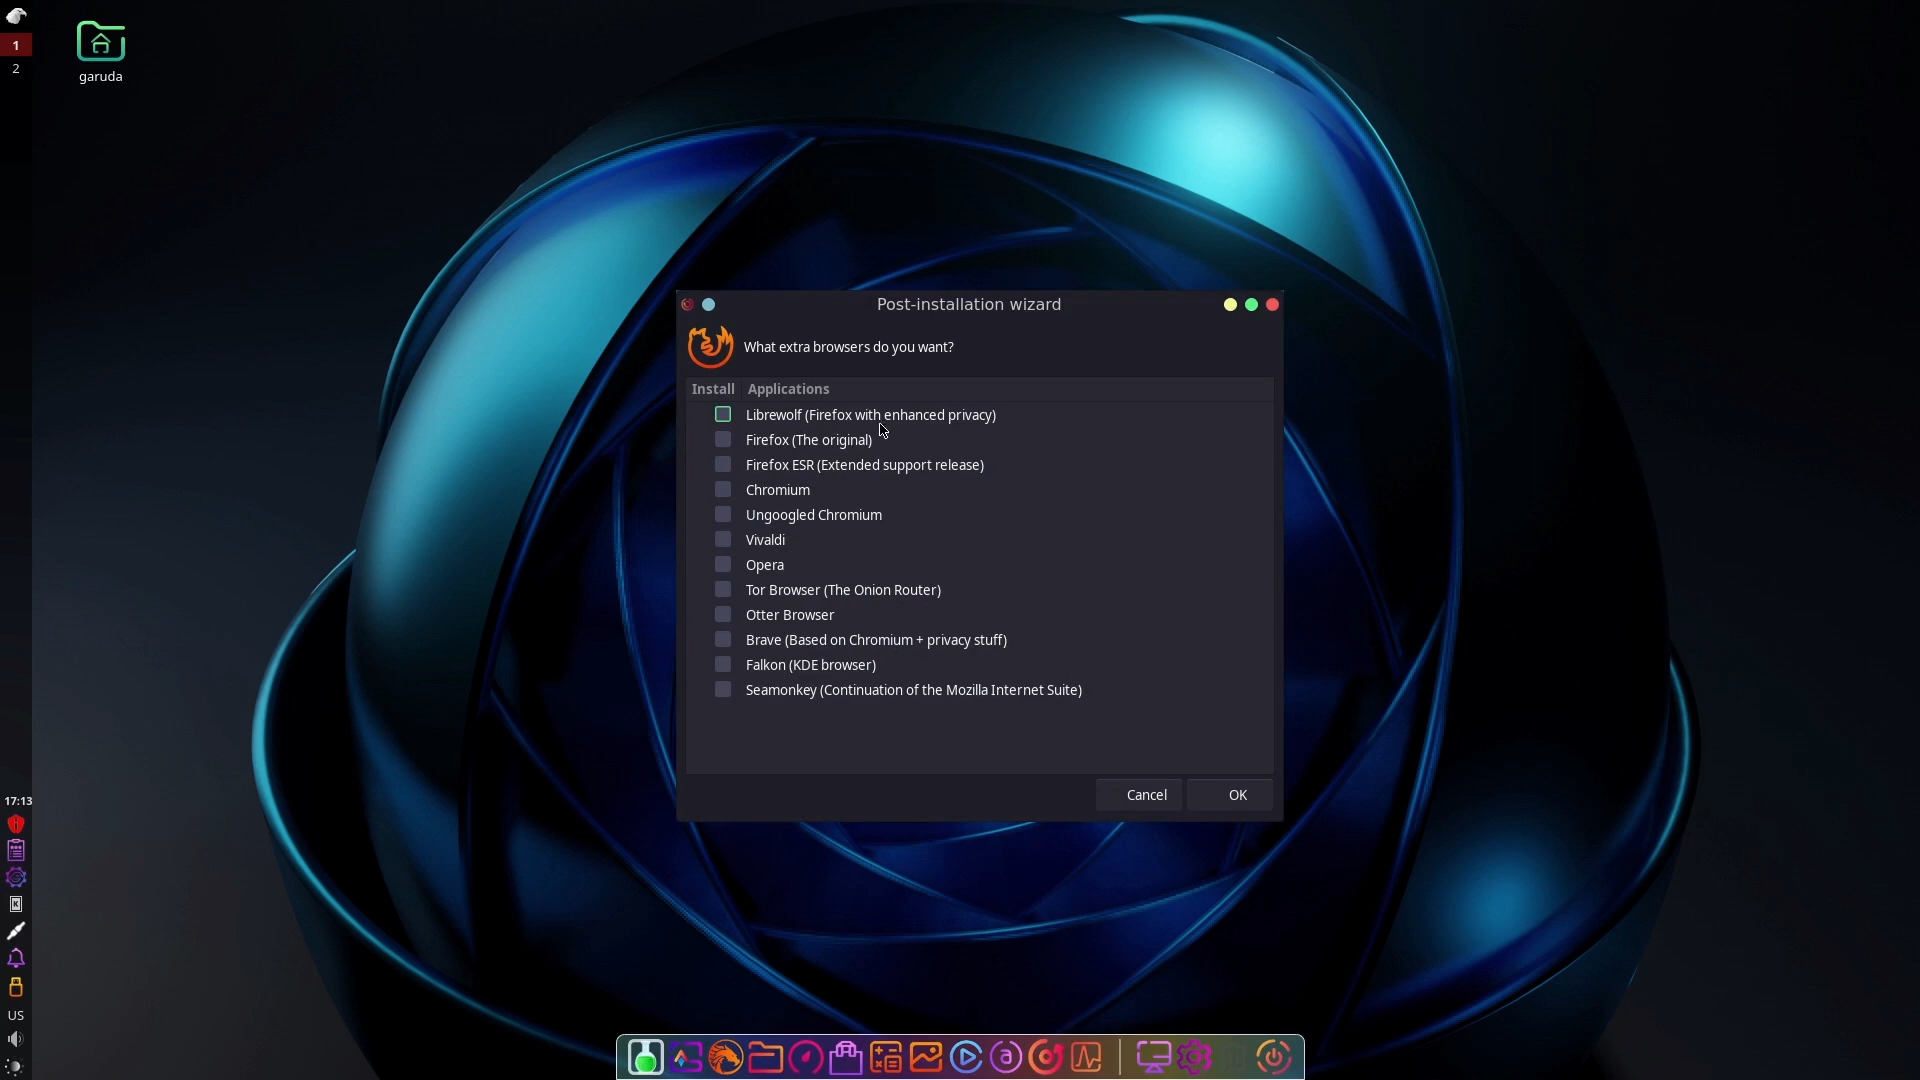 1
2
garuda
Post-installation wizard
What extra browsers do you want?
Install Applications
Librewolf (Firefox with enhanced privacy)
Firefox (The original)
Firefox ESR (Extended support release)
Chromium
Ungoogled Chromium
Vivaldi
Opera
Tor Browser (The Onion Router)
Otter Browser
Brave (Based on Chromium + privacy stuff)
Falkon (KDE browser)
Seamonkey (Continuation of the Mozilla Internet Suite)
Cancel OK
17:13
US